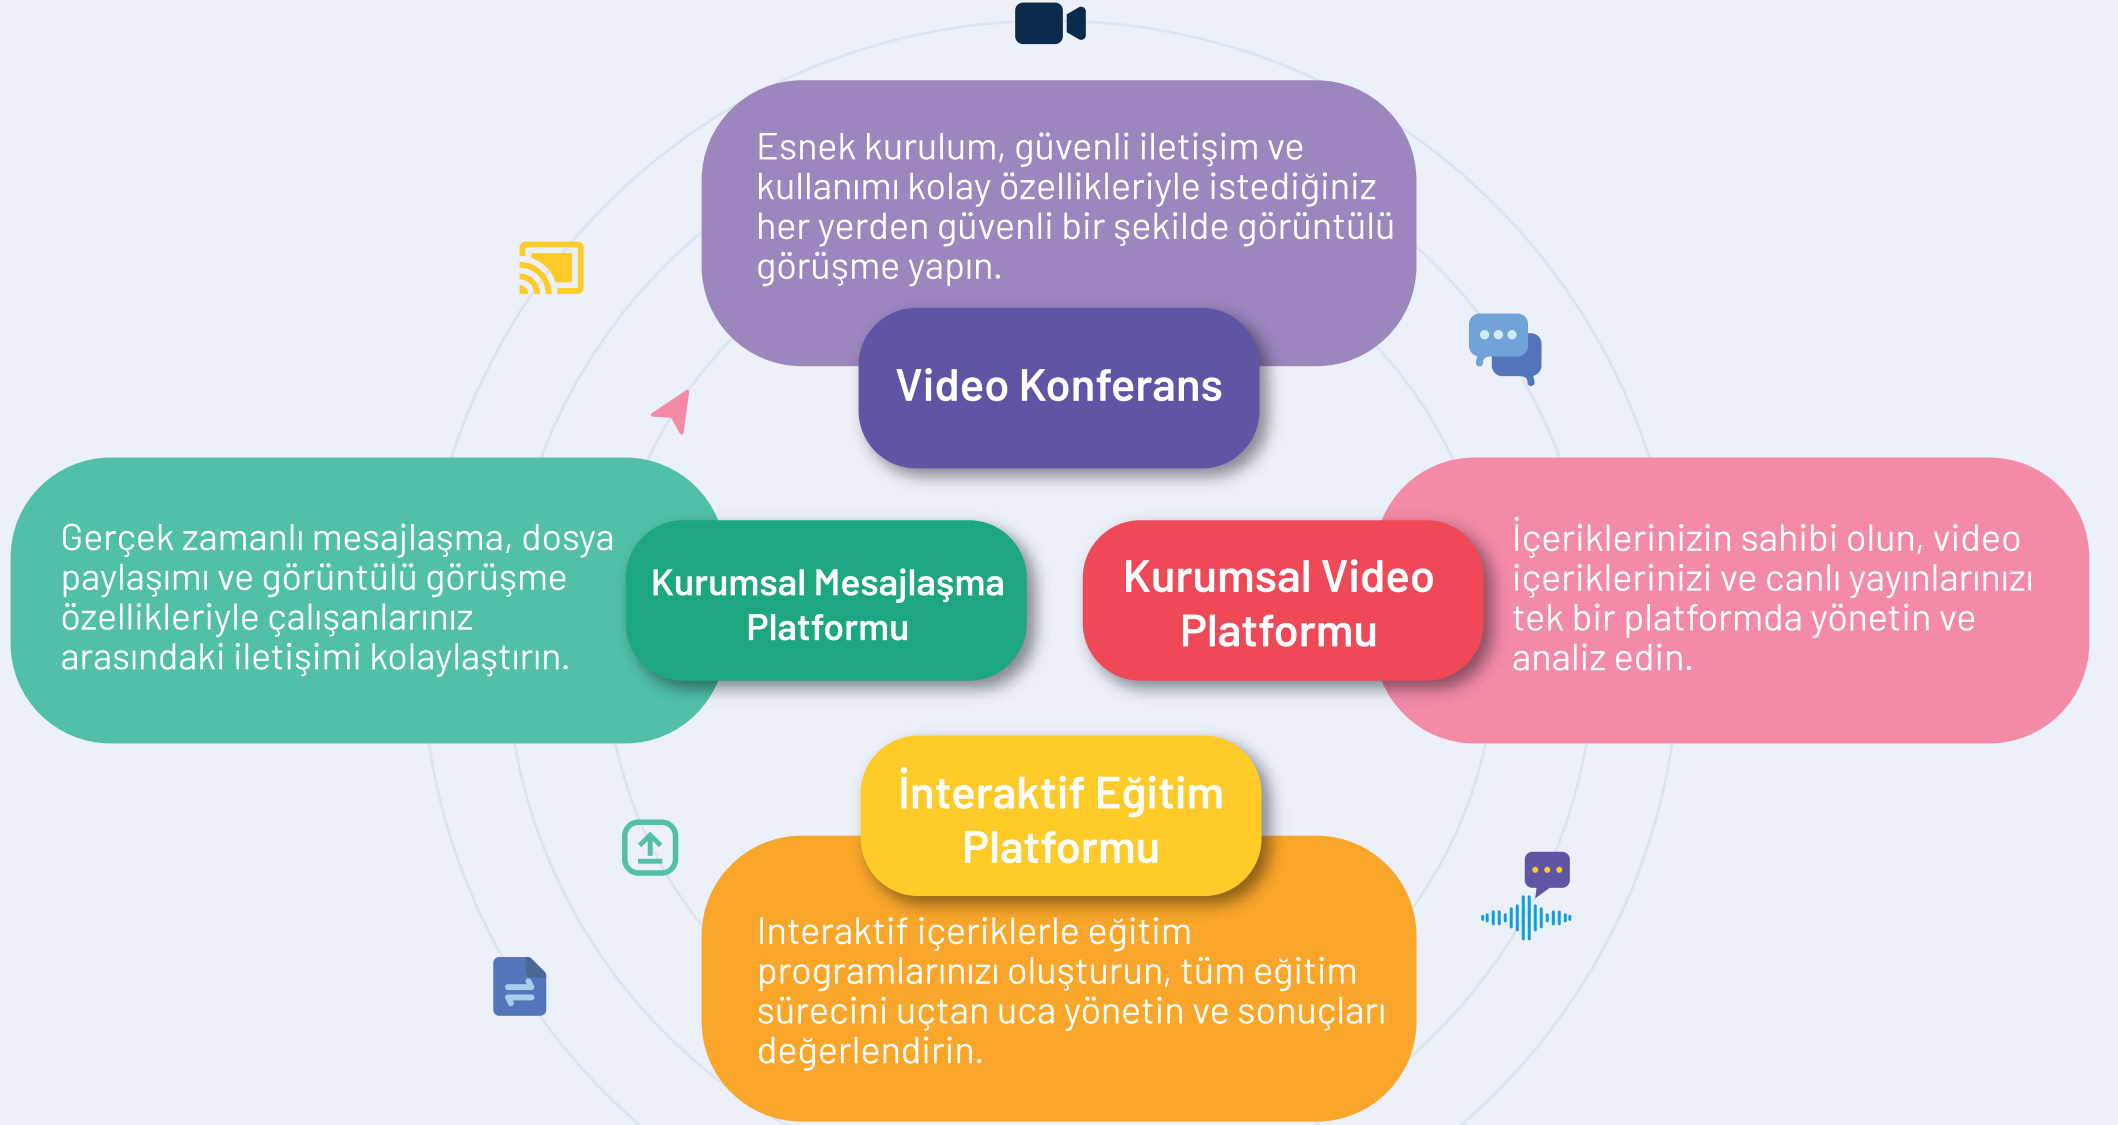 Esnek kurulum, güvenli iletişim ve
kullanımı kolay özellikleriyle istediğiniz
her yerden güvenli bir şekilde görüntülü
görüşme yapın.
Video Konferans
Gerçek zamanlı mesajlaşma, dosya
paylaşımı ve görüntülü görüşme
özellikleriyle çalışanlarınız
arasındaki iletişimi kolaylaştırın.
Kurumsal Mesajlaşma
Platformu
Kurumsal Video
Platformu
İçeriklerinizin sahibi olun, video
içeriklerinizi ve canlı yayınlarınızı
tek bir platformda yönetin ve
analiz edin.
İnteraktif Eğitim
Platformu
Interaktif içeriklerle eğitim
programlarınızı oluşturun, tüm eğitim
sürecini uçtan uca yönetin ve sonuçları
değerlendirin.